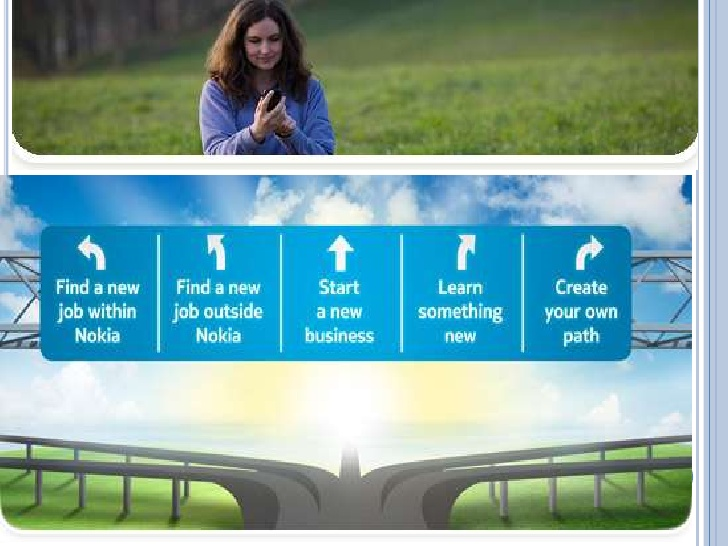 Find a new
job within
Nokia
Find a new
job outside
Nokia
Start
a new
business
Learn
something
new
Create
your own
path